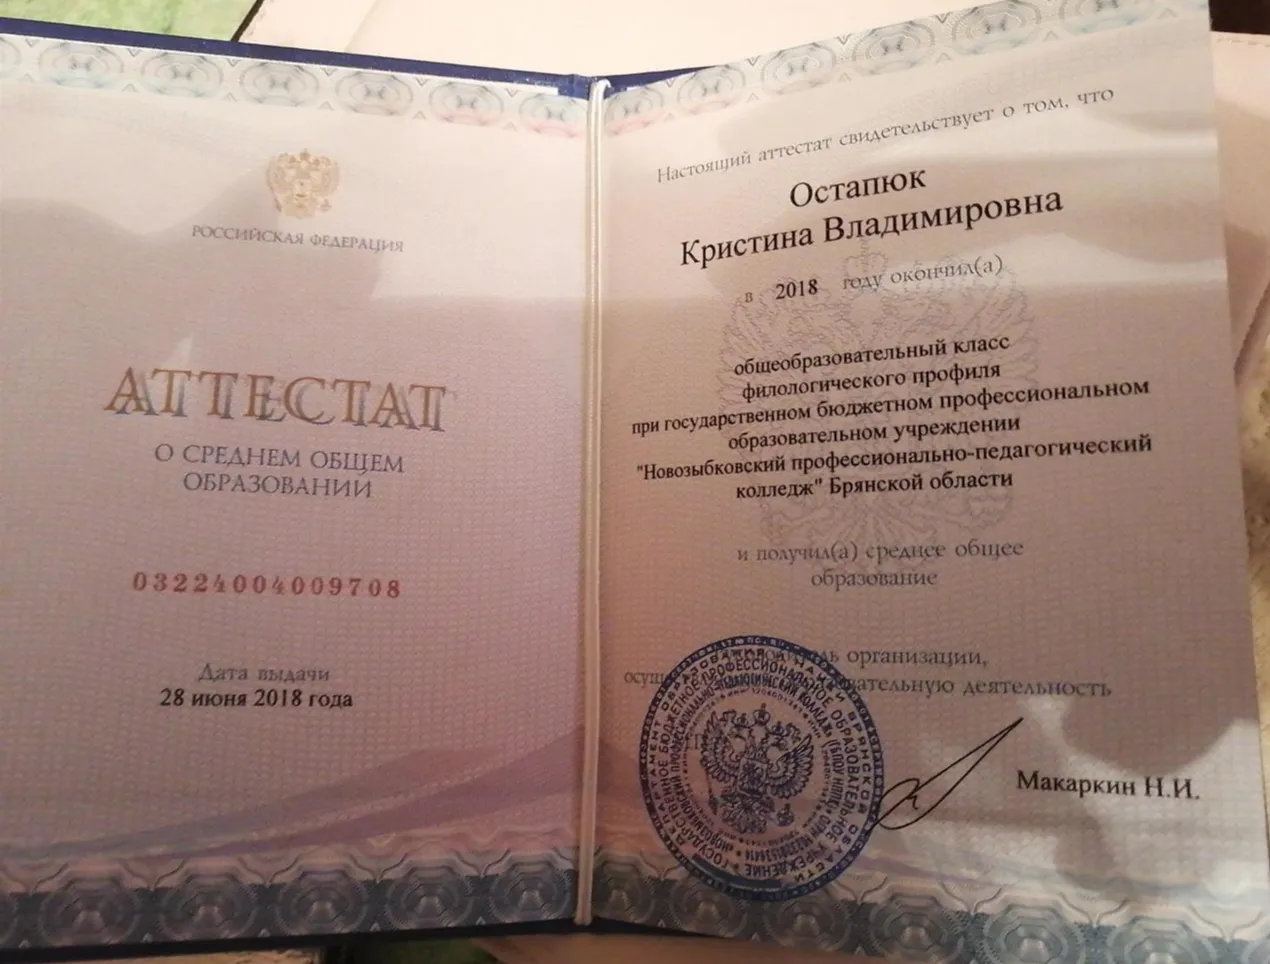 РОССИЙСКАЯ ФЕДЕРАЦИЯ
АТТЕСТАТ
О СРЕДНЕМ ОБЩЕМ
ОБРАЗОВАНИИ
03224004009708
Дата выдачи
28 июня 2018 года
Настоящий аттестат свидетельствует о том, что
Остапюк
Кристина Владимировна
в 2018 году окончил(а)
общеобразовательный класс
филологического профиля
при государственном бюджетном профессиональном
образовательном учреждении
"Новозыбковский профессионально-педагогический
колледж" Брянской области
и получил(а) среднее общее
образование
организации,
деятельность
Макаркин Н.И.